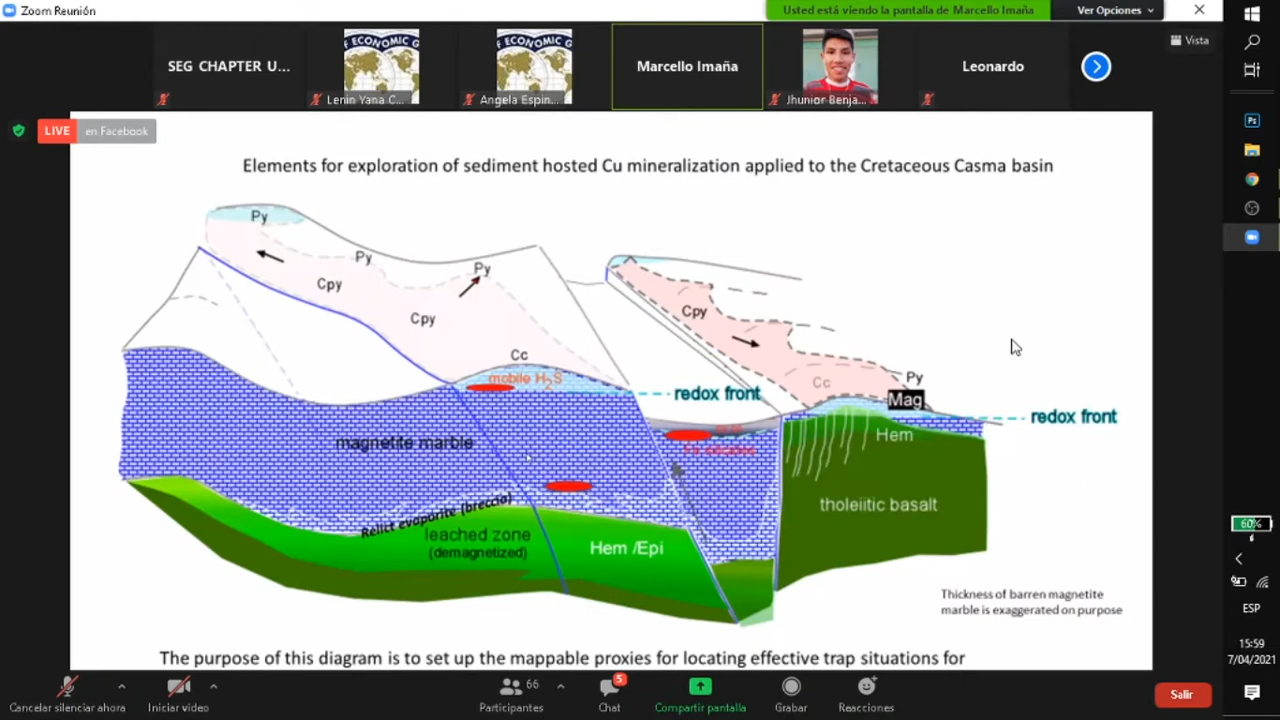 Zoom Reunión
Usted está viendo la pantalla de Marcello Imaña
Ver Opciones
Vista
SEG CHAPTER U...
F ECONOMIC G
Lenin Yana C...
F ECONOMIC G
Angela Espin...
Marcello Imaña
Jhunior Benja...
Leonardo
LIVE
en Facebook
Elements for exploration of sediment hosted Cu mineralization applied to the Cretaceous Casma basin
Py
Py
Py
Cpy
Cpy
Cc
mobile H2S
redox front
Cpy
Cc
Py
Mag
redox front
Hem
magnetite marble
tholeiitic basalt
Relict evaporite (breccia)
leached zone
(demagnetized)
Hem /Epi
Thickness of barren magnetite
marble is exaggerated on purpose
The purpose of this diagram is to set up the mappable proxies for locating effective trap situations for
Cancelar silenciar ahora
Iniciar video
66
Participantes
5
Chat
Compartir pantalla
Grabar
Reacciones
Salir
Ps
60%
ESP
15:59
7/04/2021